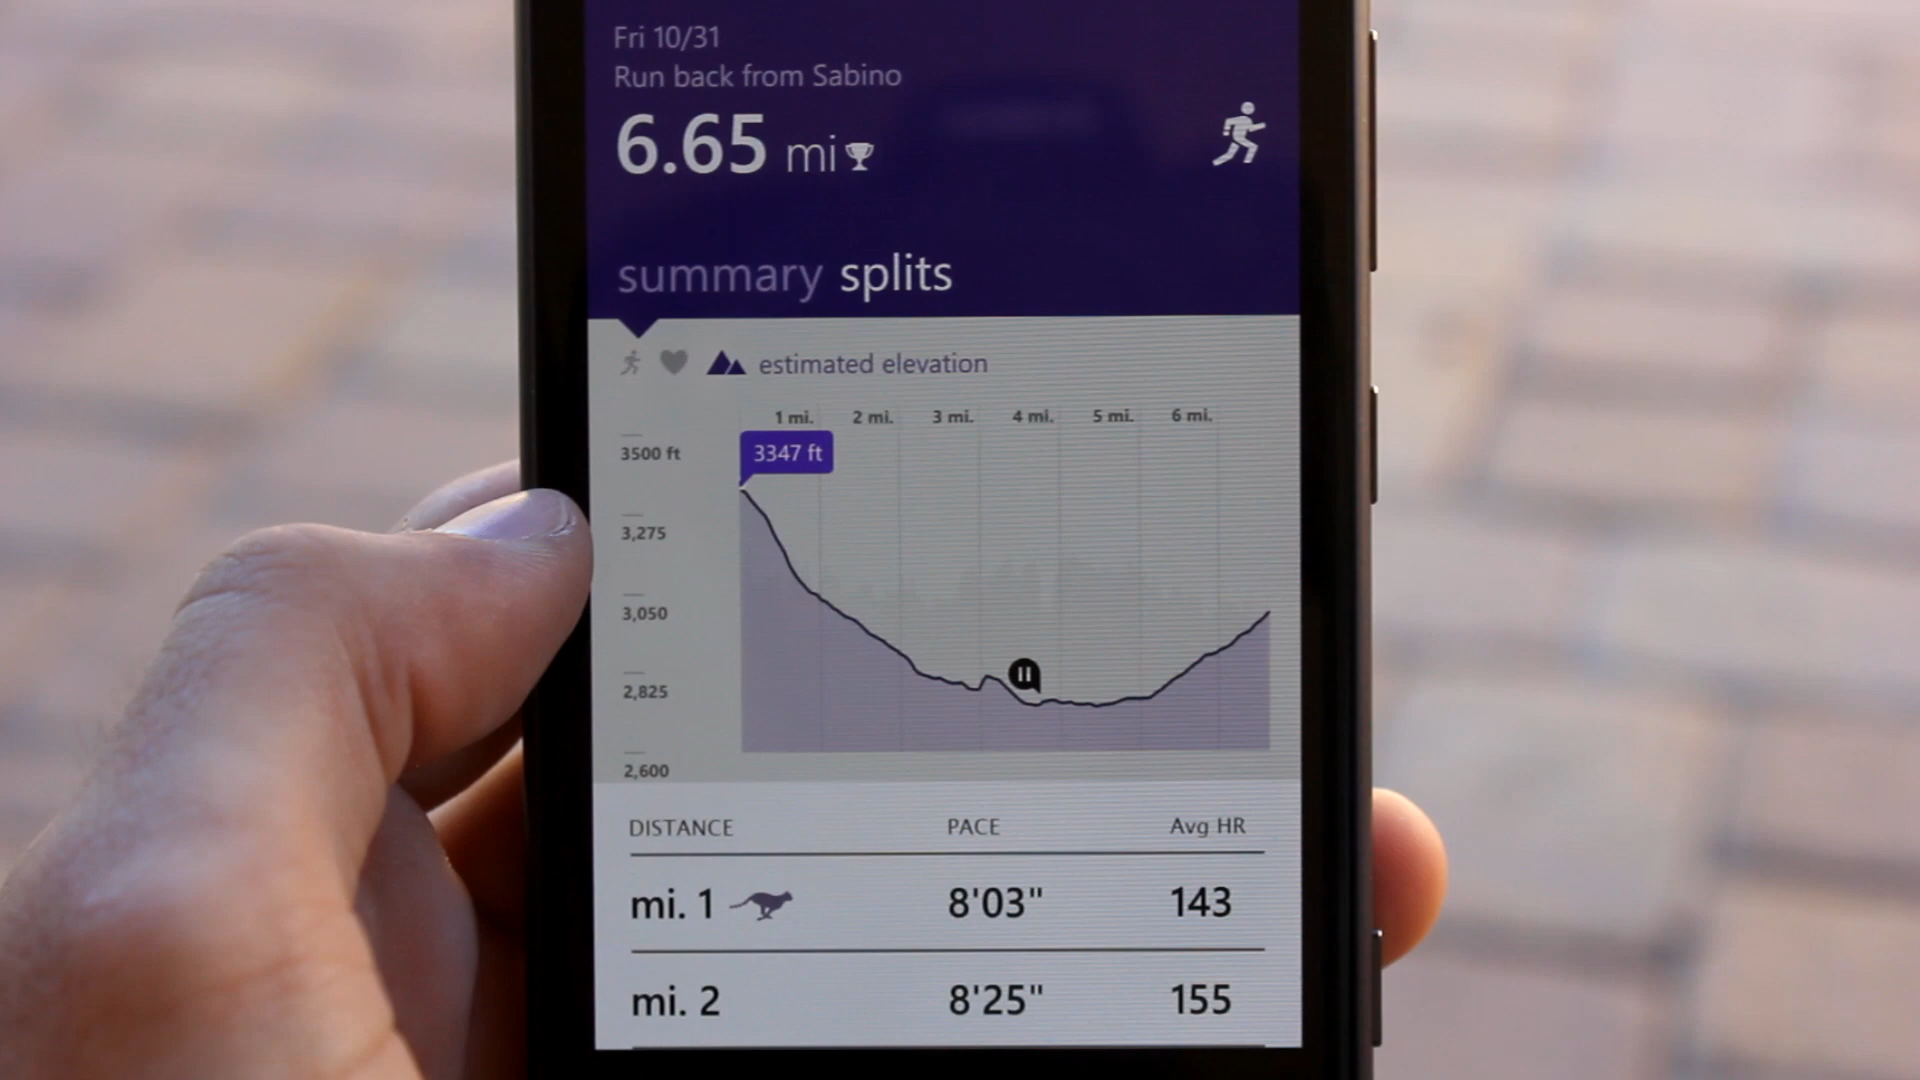 Fri 10/31
Run back from Sabino
6.65 mi
summary splits
estimated elevation
1 mi. 2 mi. 3 mi. 4 mi. 5 mi. 6 mi.
3500 ft
3347 ft
3,275
3,050
2,825
2,600
DISTANCE PACE Avg HR
mi. 1 8'03" 143
mi. 2 8'25" 155